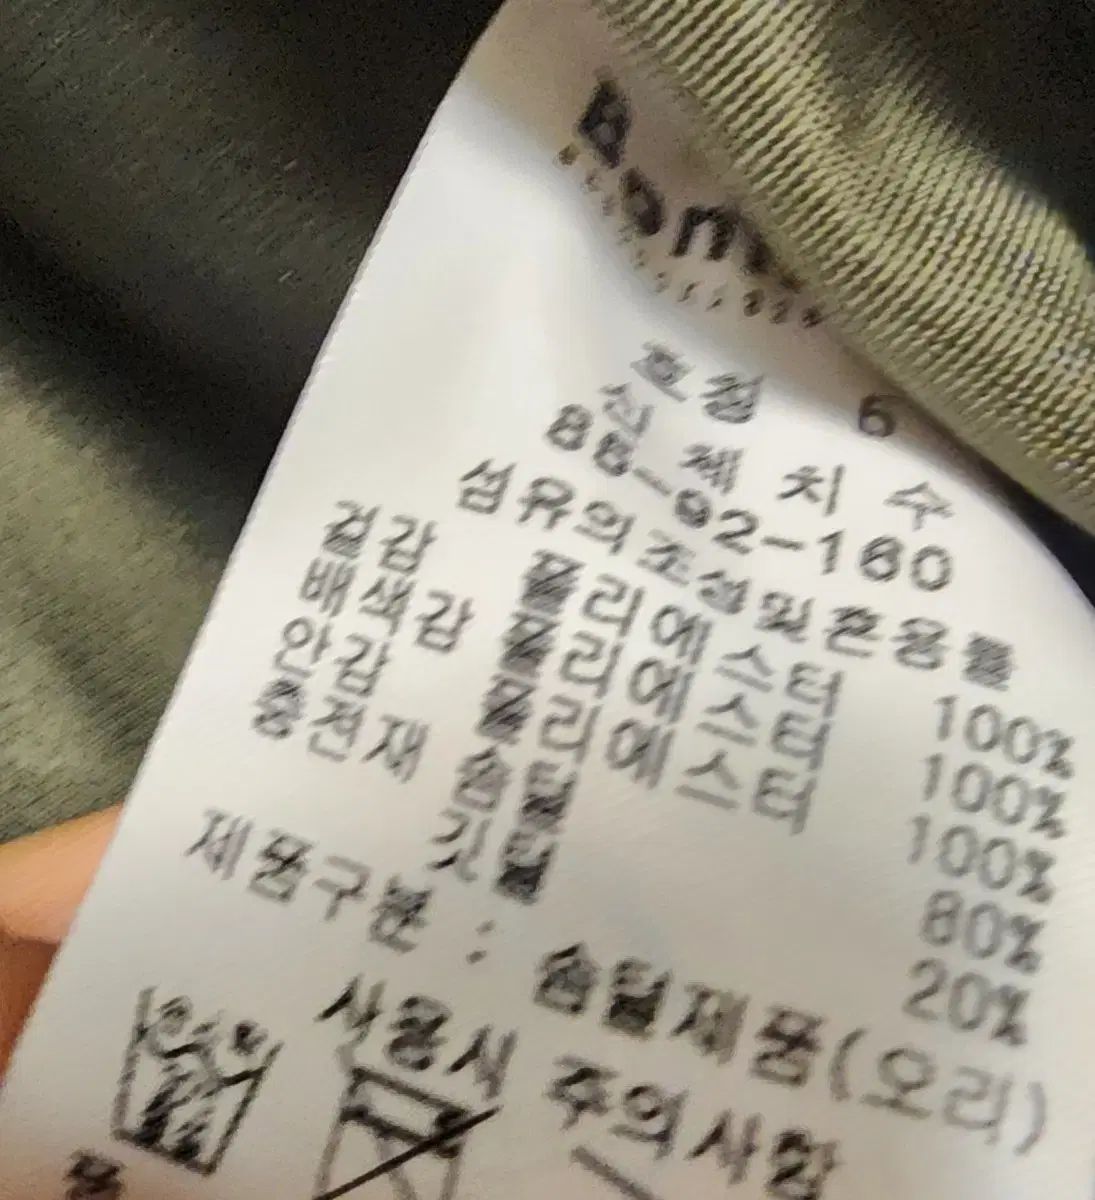 호칭 6
신체치수
88-92-160
섬유의조성및혼용률
겉감 폴리에스터 100%
배색감 폴리에스터 100%
안감 폴리에스터 100%
충전재 솜털 80%
깃털 20%
제품구분 : 솜털제품(오리)
사용시 주의사항